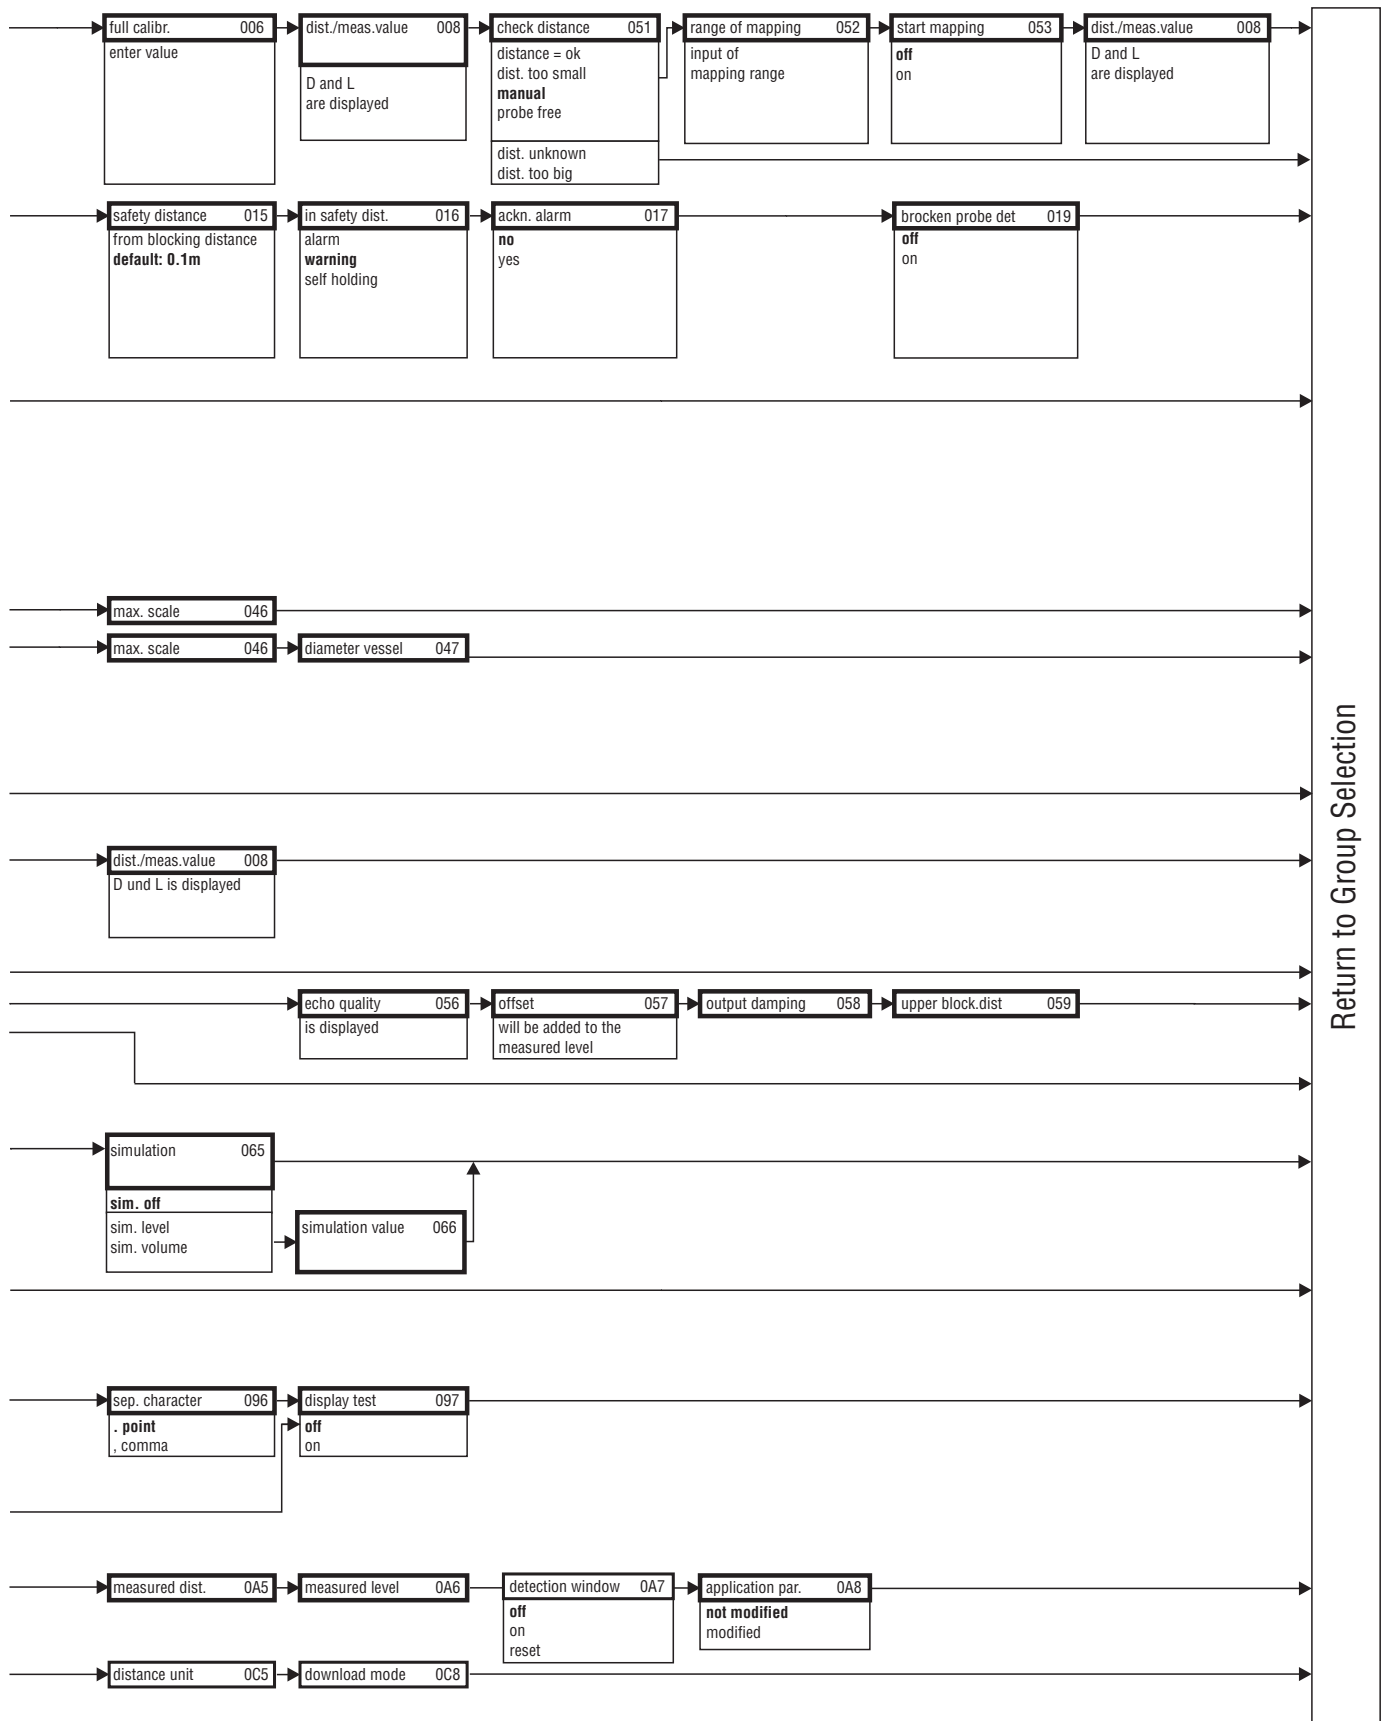 full calibr. 006
enter value
dist./meas.value 008
D and L
are displayed
check distance 051
distance = ok
dist. too small
manual
probe free
dist. unknown
dist. too big
range of mapping 052
input of
mapping range
start mapping 053
off
on
dist./meas.value 008
D and L
are displayed
safety distance 015
from blocking distance
default: 0.1m
in safety dist. 016
alarm
warning
self holding
ackn. alarm 017
no
yes
brocken probe det 019
off
on
max. scale 046
max. scale 046
diameter vessel 047
dist./meas.value 008
D und L is displayed
echo quality 056
is displayed
offset 057
will be added to the
measured level
output damping 058
upper block.dist 059
simulation 065
sim. off
sim. level
sim. volume
simulation value 066
sep. character 096
. point
, comma
display test 097
off
on
measured dist. 0A5
measured level 0A6
detection window 0A7
off
on
reset
application par. 0A8
not modified
modified
distance unit 0C5
download mode 0C8
Return to Group Selection